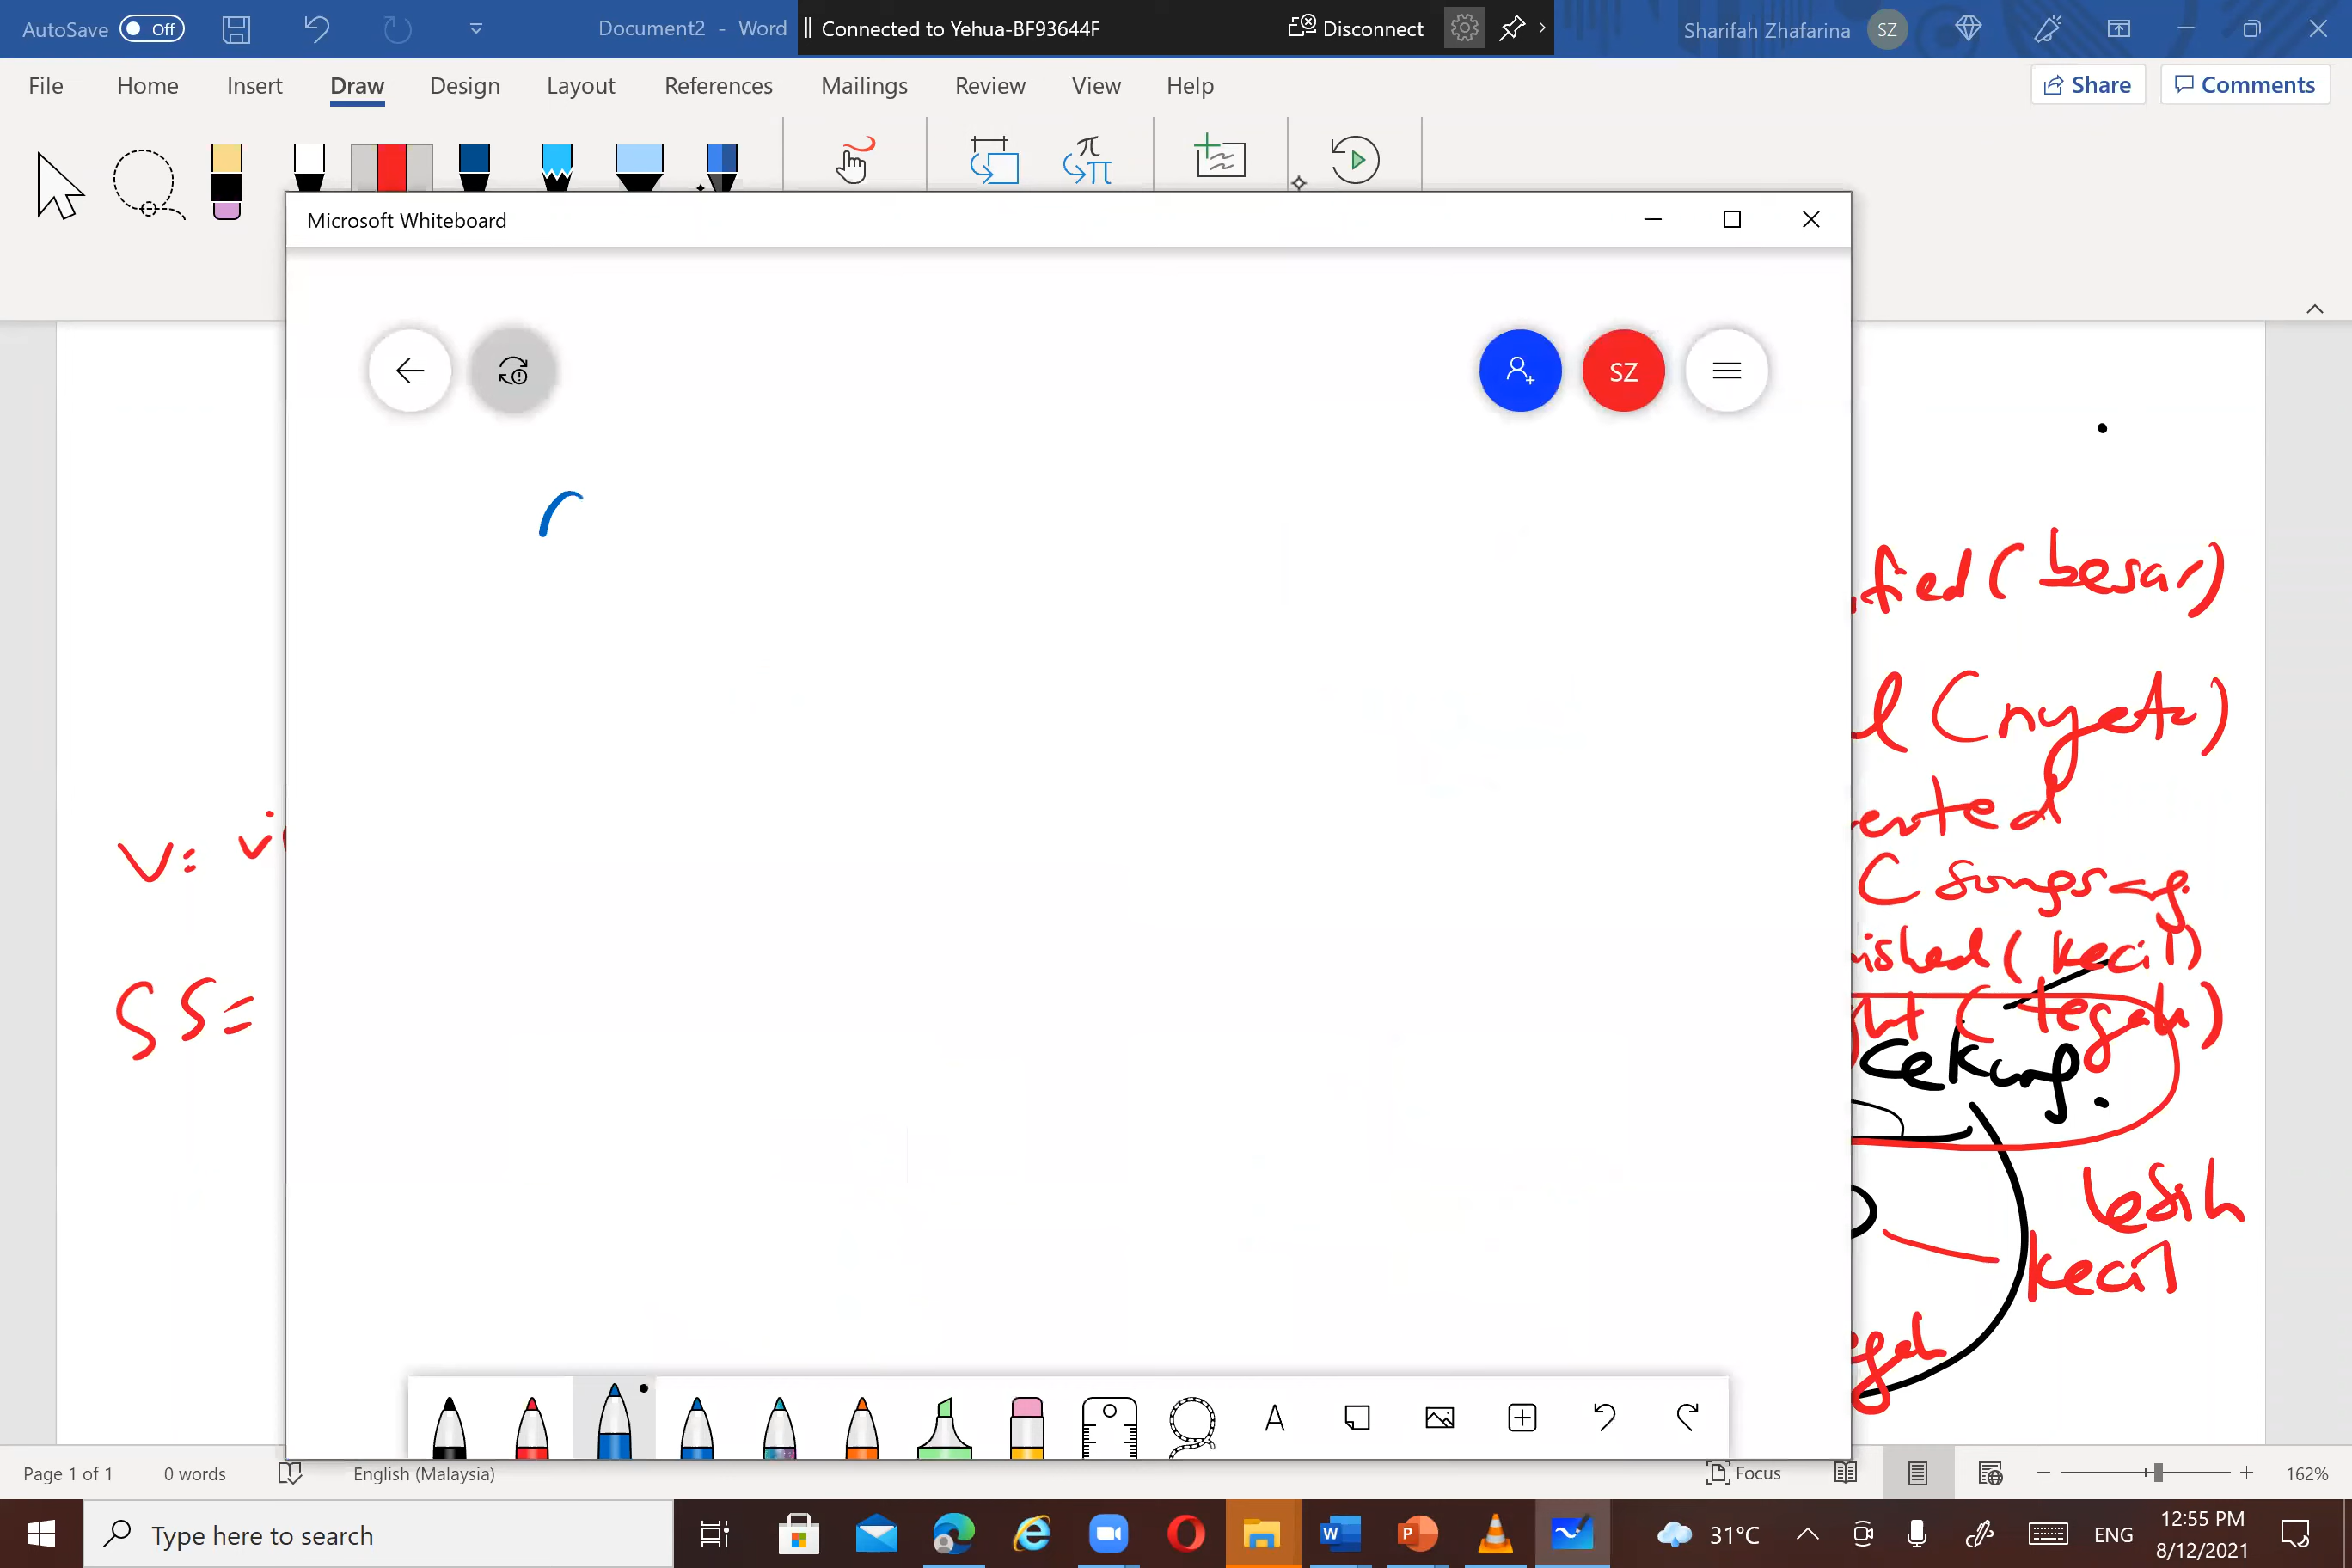 AutoSave Off Document2 - Word Connected to Yehua-BF93644F Disconnect Sharifah Zhafarina SZ
File Home Insert Draw Design Layout References Mailings Review View Help Share Comments
Microsoft Whiteboard
SZ
fied (besar)
l (nyata)
V= vi
erted
(songsang
ished (kecil)
SS=
ght (tegak)
cekung.
lebih
kecil
egak
A
Page 1 of 1 0 words English (Malaysia) Focus 162%
Type here to search 31°C ENG 12:55 PM
8/12/2021